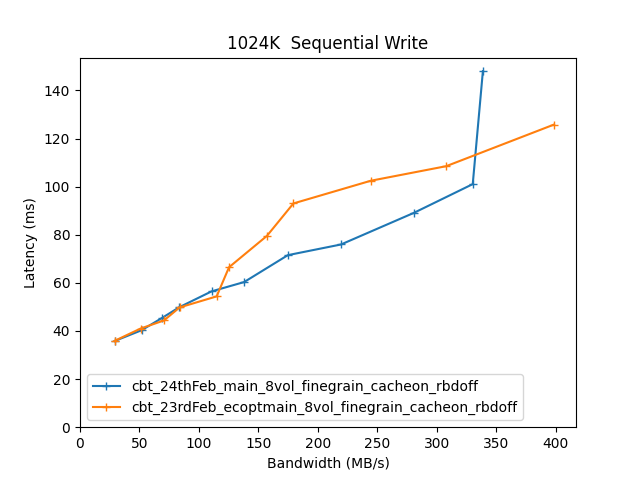 1024K  Sequential Write
Latency (ms)
140
120
100
80
60
40
20
0
0 50 100 150 200 250 300 350 400
Bandwidth (MB/s)
cbt_24thFeb_main_8vol_finegrain_cacheon_rbdoff
cbt_23rdFeb_ecoptmain_8vol_finegrain_cacheon_rbdoff